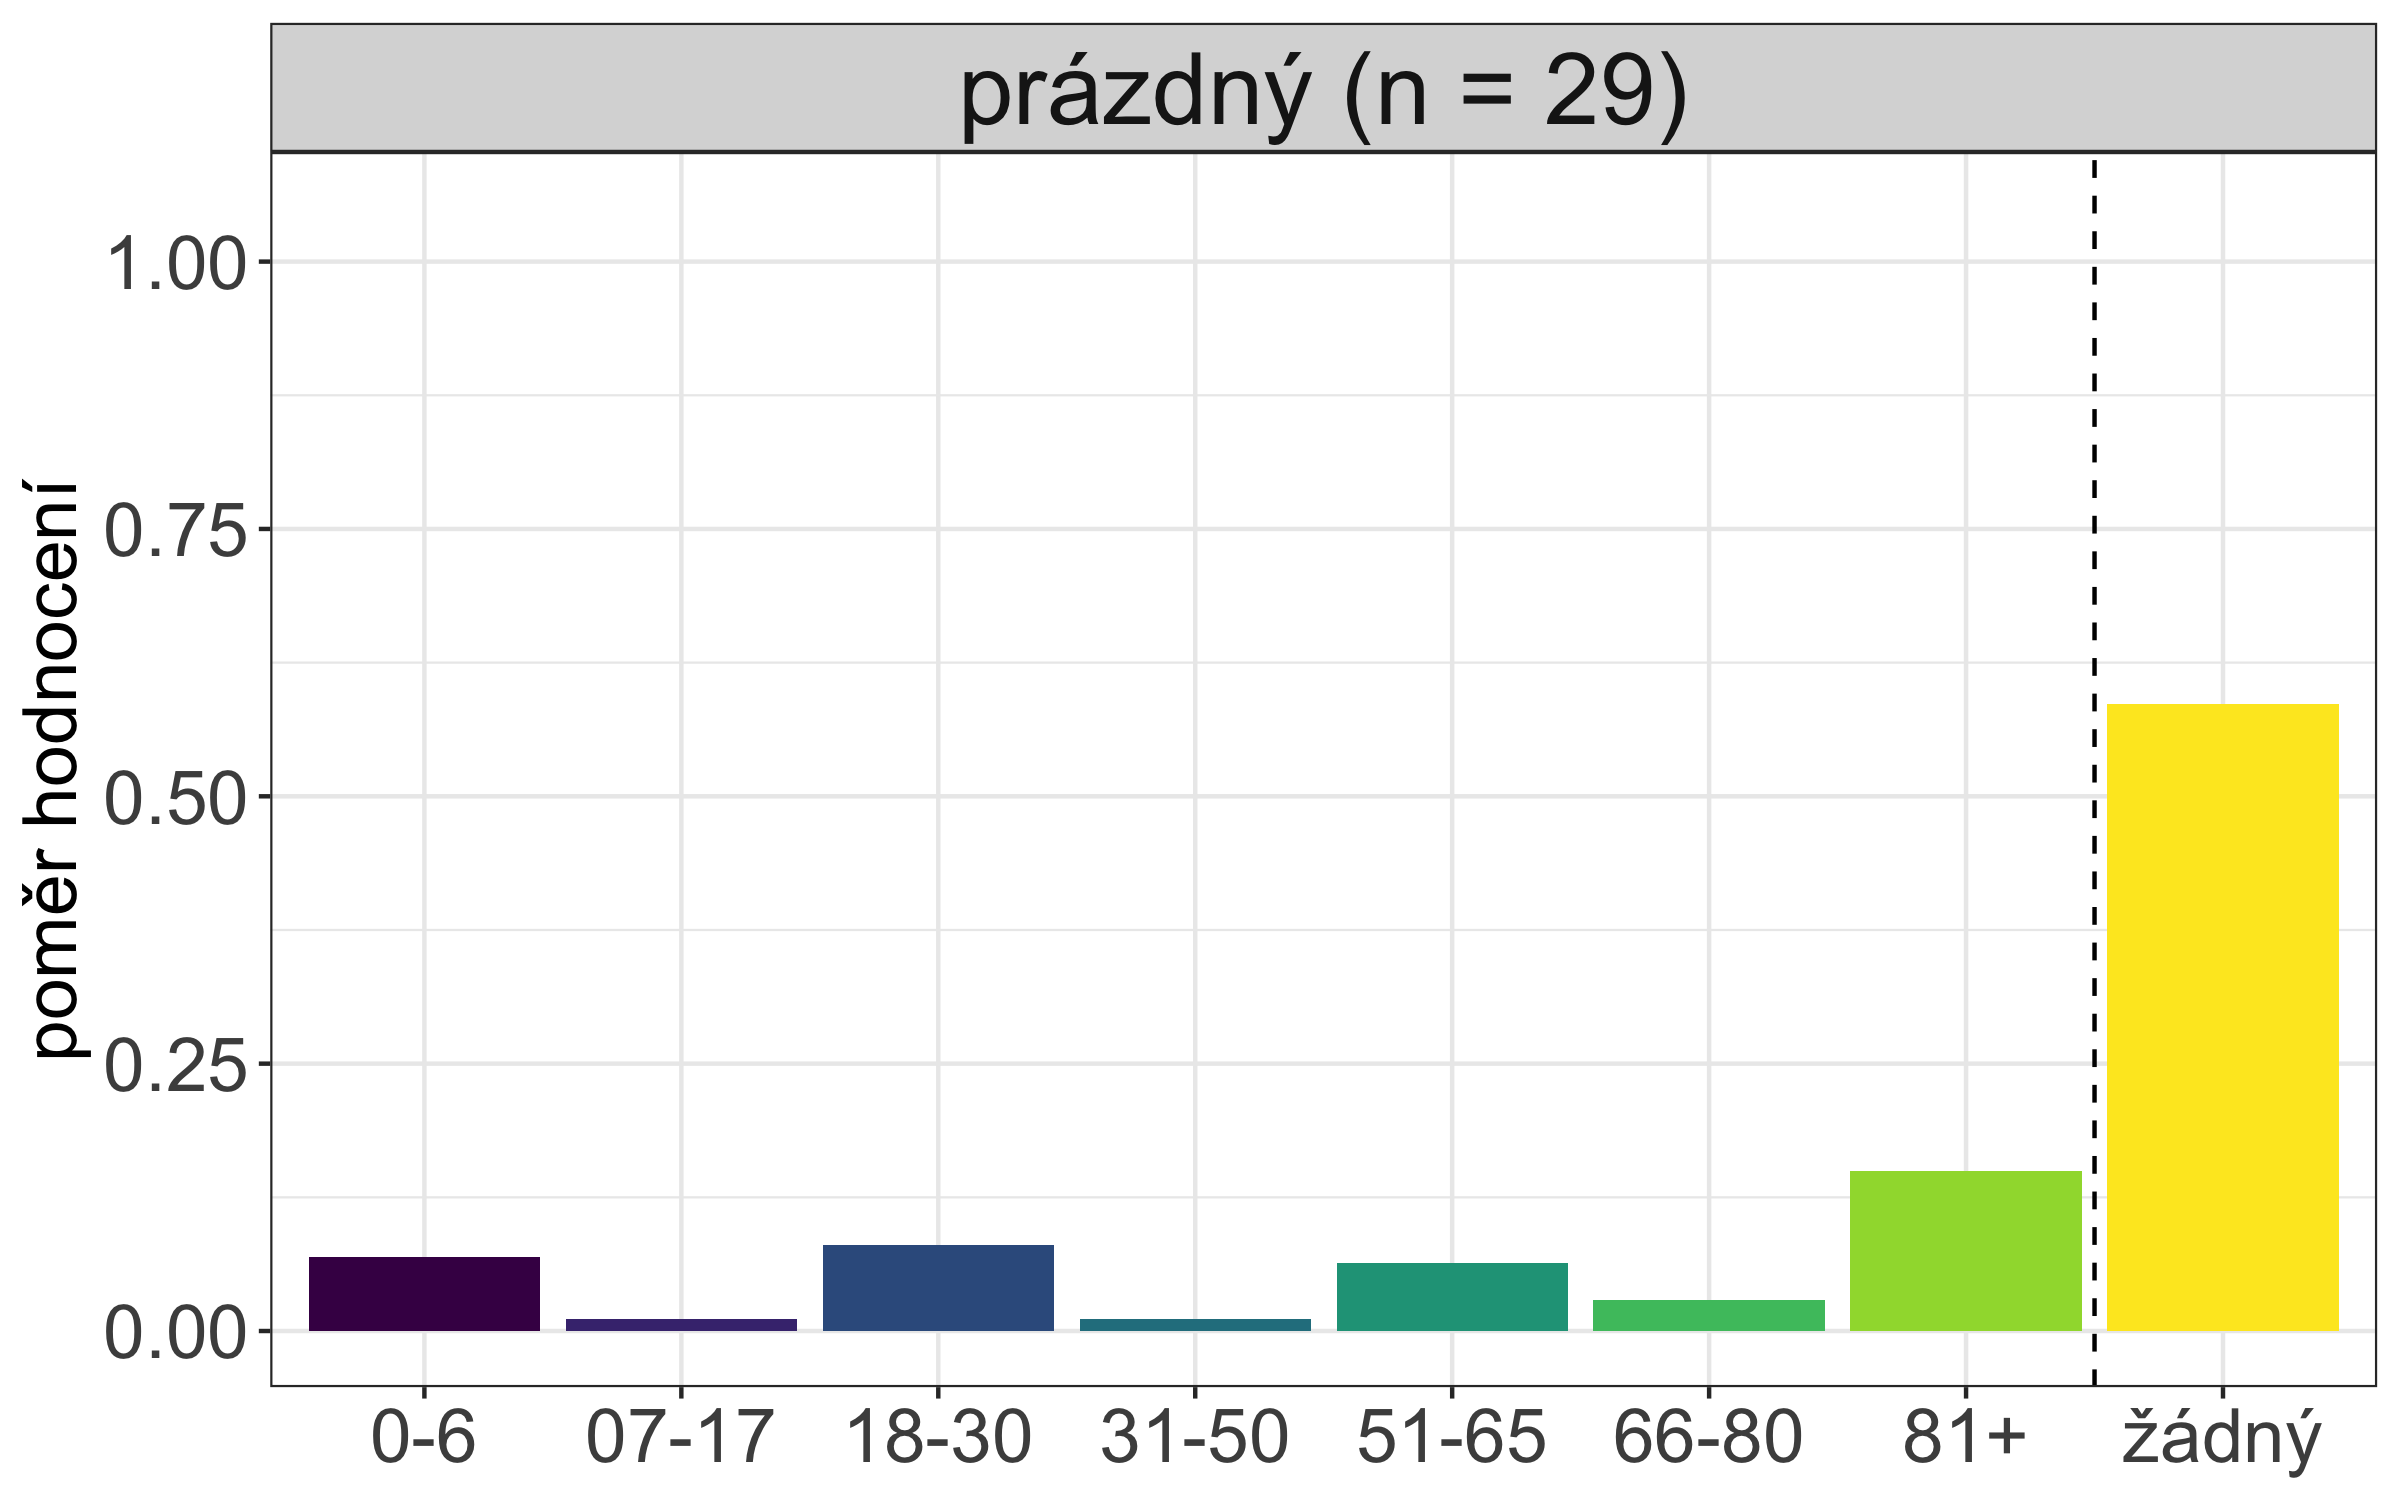 prázdný (n = 29)
poměr hodnocení
1.00
0.75
0.50
0.25
0.00
0-6 07-17 18-30 31-50 51-65 66-80 81+ žádný